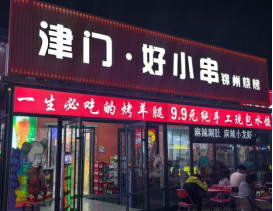 津门·好小串 锦州烧烤
一生必吃的烤羊腿 9.9元纯手工现包水饺
麻辣涮肚 麻辣小龙虾